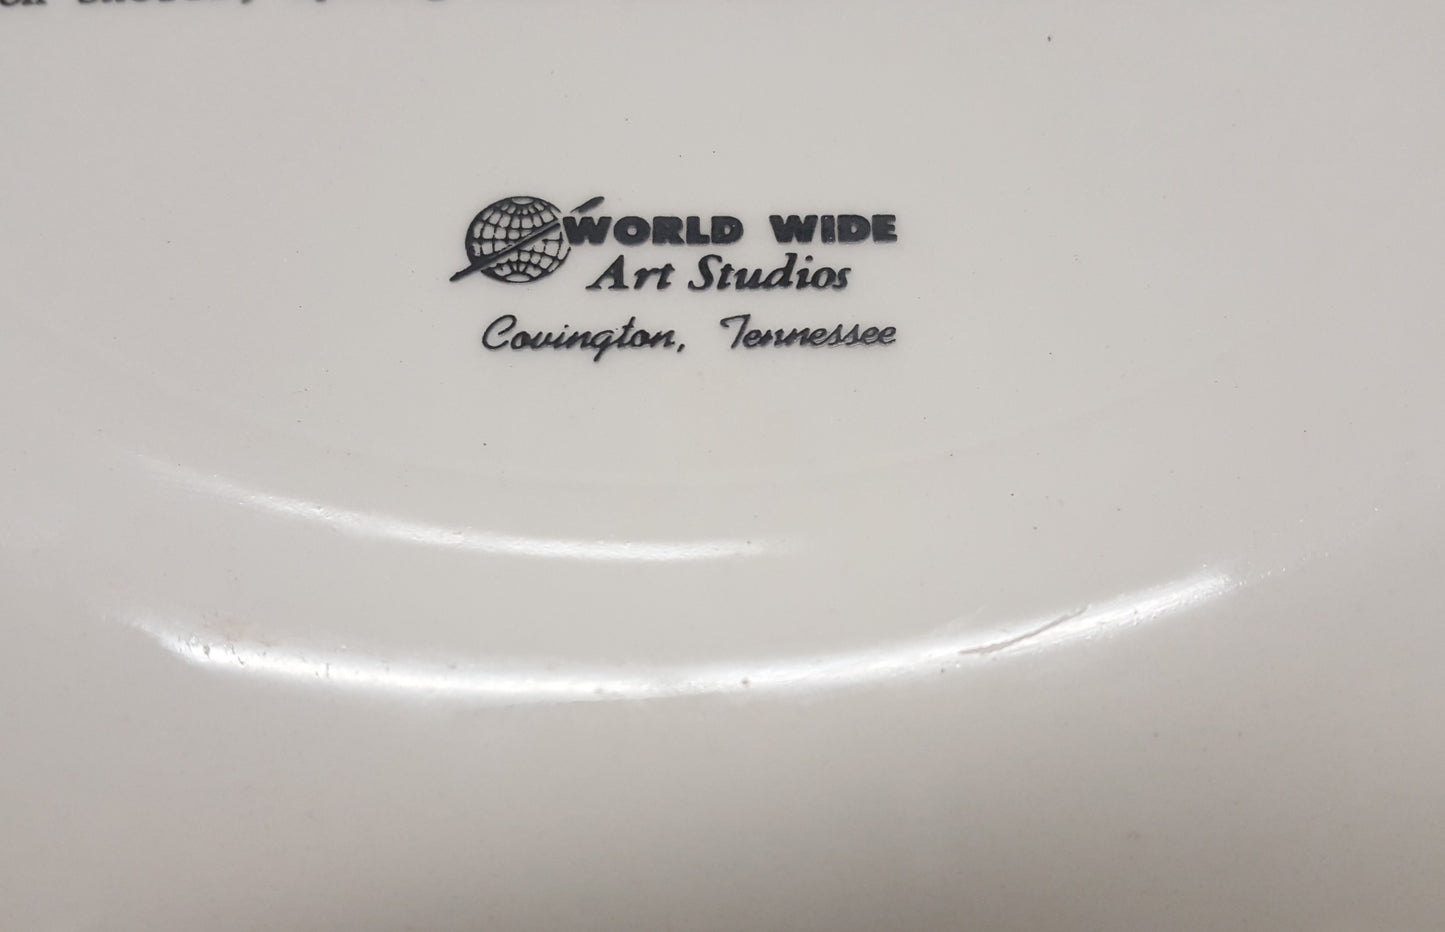 WORLD WIDE
Art Studios
Covington, Tennessee